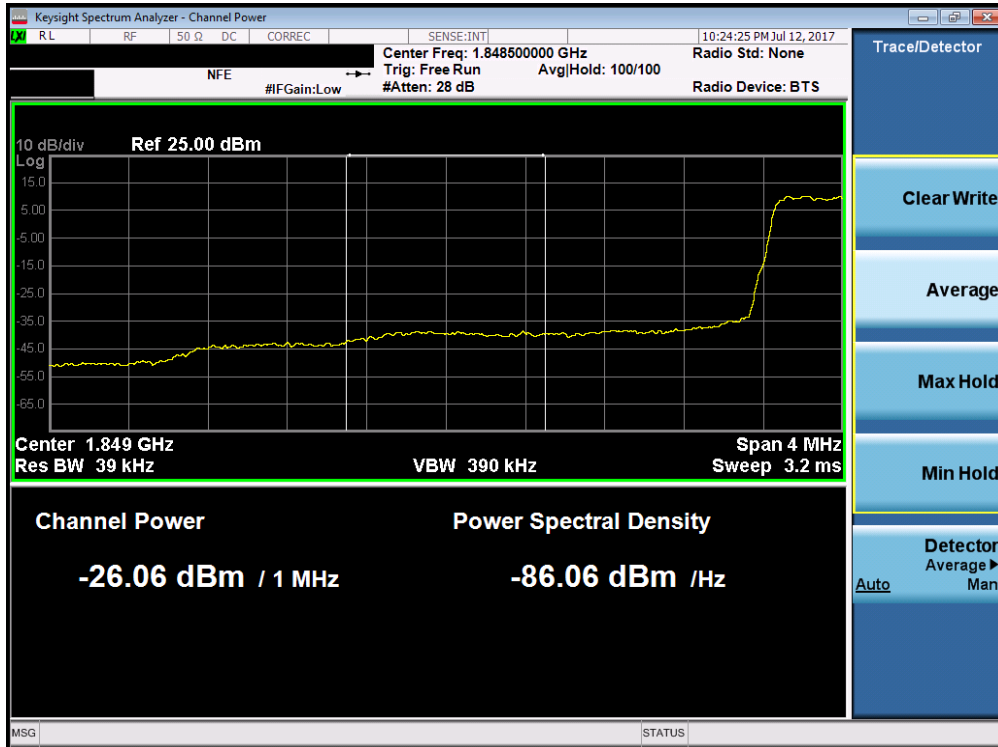 Keysight Spectrum Analyzer - Channel Power
LXI RL RF 50 Ω DC CORREC SENSE:INT 10:24:25 PM Jul 12, 2017
Center Freq: 1.848500000 GHz Radio Std: None
NFE Trig: Free Run Avg|Hold: 100/100
#IFGain:Low #Atten: 28 dB Radio Device: BTS
10 dB/div Ref 25.00 dBm
Log
15.0
5.00
-5.00
-15.0
-25.0
-35.0
-45.0
-55.0
-65.0
Center 1.849 GHz Span 4 MHz
Res BW 39 kHz VBW 390 kHz Sweep 3.2 ms
Channel Power Power Spectral Density
-26.06 dBm / 1 MHz -86.06 dBm /Hz
MSG STATUS
Trace/Detector
Clear Write
Average
Max Hold
Min Hold
Detector
Average▶
Auto Man